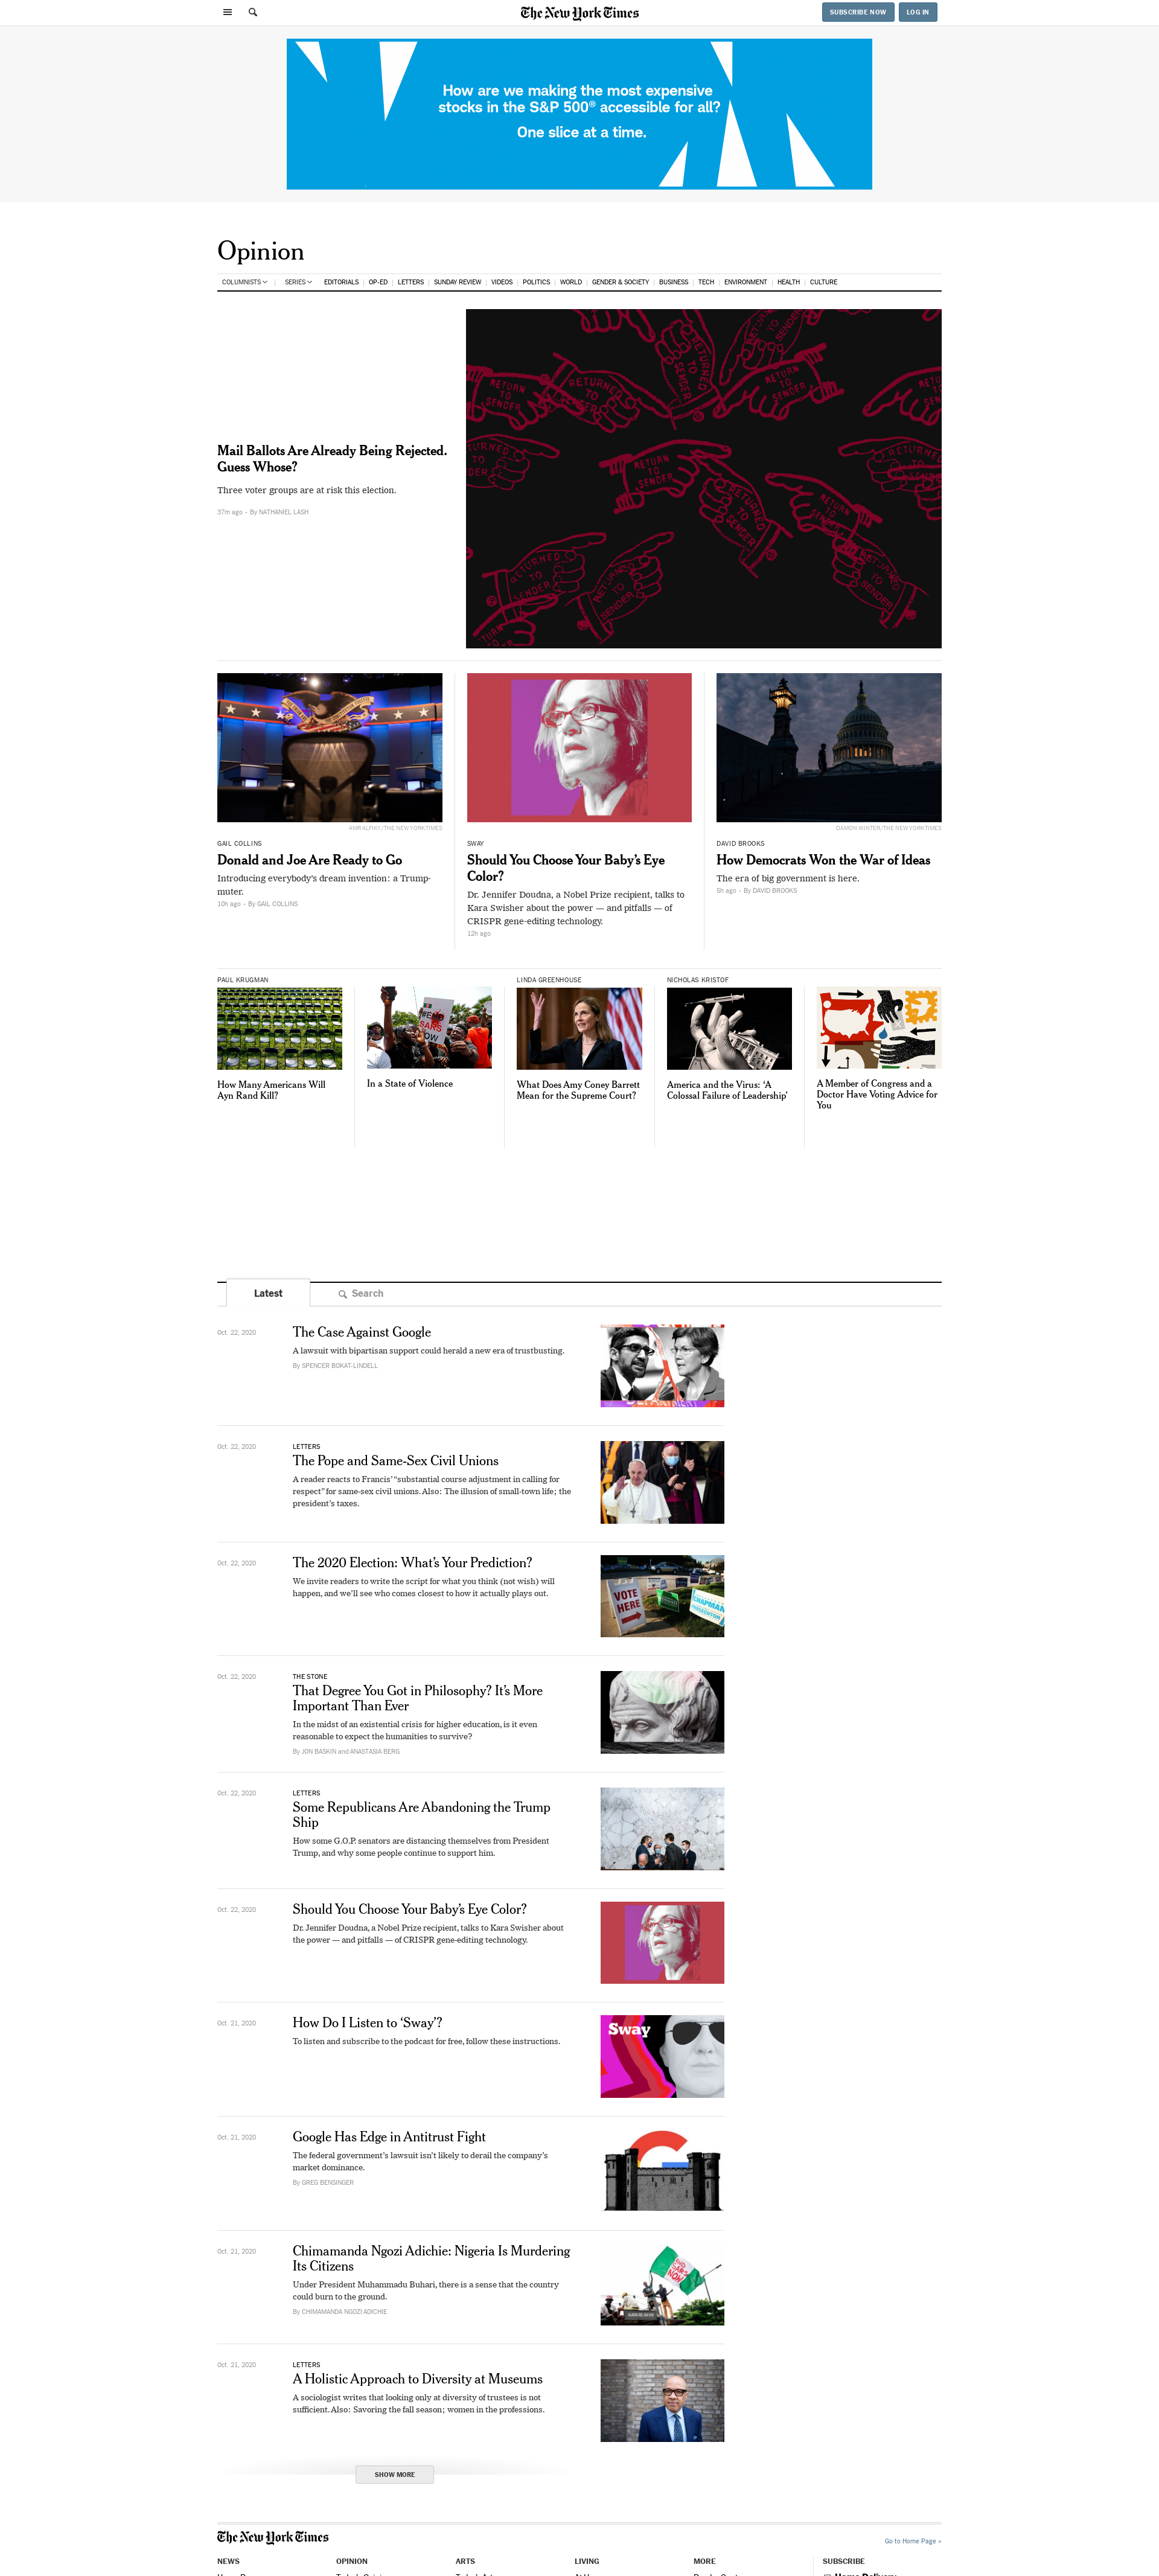 The New York Times
SUBSCRIBE NOW
LOG IN
How are we making the most expensive
stocks in the S&P 500® accessible for all?
One slice at a time.
Opinion
COLUMNISTS
SERIES
EDITORIALS
OP-ED
LETTERS
SUNDAY REVIEW
VIDEOS
POLITICS
WORLD
GENDER & SOCIETY
BUSINESS
TECH
ENVIRONMENT
HEALTH
CULTURE
Mail Ballots Are Already Being Rejected.
Guess Whose?
Three voter groups are at risk this election.
37m ago • By NATHANIEL LASH
RETURN TO SENDER
RETURNED TO SENDER
AMR ALFIKY/THE NEW YORK TIMES
GAIL COLLINS
Donald and Joe Are Ready to Go
Introducing everybody's dream invention: a Trump-
muter.
10h ago • By GAIL COLLINS
SWAY
Should You Choose Your Baby's Eye
Color?
Dr. Jennifer Doudna, a Nobel Prize recipient, talks to
Kara Swisher about the power — and pitfalls — of
CRISPR gene-editing technology.
12h ago
DAMON WINTER/THE NEW YORK TIMES
DAVID BROOKS
How Democrats Won the War of Ideas
The era of big government is here.
5h ago • By DAVID BROOKS
PAUL KRUGMAN
How Many Americans Will
Ayn Rand Kill?
#END
SARS
NOW
In a State of Violence
LINDA GREENHOUSE
What Does Amy Coney Barrett
Mean for the Supreme Court?
NICHOLAS KRISTOF
America and the Virus: ‘A
Colossal Failure of Leadership’
A Member of Congress and a
Doctor Have Voting Advice for
You
Latest
Search
Oct. 22, 2020
The Case Against Google
A lawsuit with bipartisan support could herald a new era of trustbusting.
By SPENCER BOKAT-LINDELL
Oct. 22, 2020
LETTERS
The Pope and Same-Sex Civil Unions
A reader reacts to Francis’ “substantial course adjustment in calling for
respect” for same-sex civil unions. Also: The illusion of small-town life; the
president’s taxes.
Oct. 22, 2020
The 2020 Election: What’s Your Prediction?
We invite readers to write the script for what you think (not wish) will
happen, and we’ll see who comes closest to how it actually plays out.
VOTE
HERE
CHAPMAN
PROSECUTOR
Oct. 22, 2020
THE STONE
That Degree You Got in Philosophy? It’s More
Important Than Ever
In the midst of an existential crisis for higher education, is it even
reasonable to expect the humanities to survive?
By JON BASKIN and ANASTASIA BERG
Oct. 22, 2020
LETTERS
Some Republicans Are Abandoning the Trump
Ship
How some G.O.P. senators are distancing themselves from President
Trump, and why some people continue to support him.
Oct. 22, 2020
Should You Choose Your Baby’s Eye Color?
Dr. Jennifer Doudna, a Nobel Prize recipient, talks to Kara Swisher about
the power — and pitfalls — of CRISPR gene-editing technology.
Oct. 21, 2020
How Do I Listen to ‘Sway’?
To listen and subscribe to the podcast for free, follow these instructions.
Sway
Oct. 21, 2020
Google Has Edge in Antitrust Fight
The federal government’s lawsuit isn’t likely to derail the company’s
market dominance.
By GREG BENSINGER
Oct. 21, 2020
Chimamanda Ngozi Adichie: Nigeria Is Murdering
Its Citizens
Under President Muhammadu Buhari, there is a sense that the country
could burn to the ground.
By CHIMAMANDA NGOZI ADICHIE
END
SARS
NOW!
Oct. 21, 2020
LETTERS
A Holistic Approach to Diversity at Museums
A sociologist writes that looking only at diversity of trustees is not
sufficient. Also: Savoring the fall season; women in the professions.
SHOW MORE
The New York Times
Go to Home Page »
NEWS
OPINION
ARTS
LIVING
MORE
SUBSCRIBE